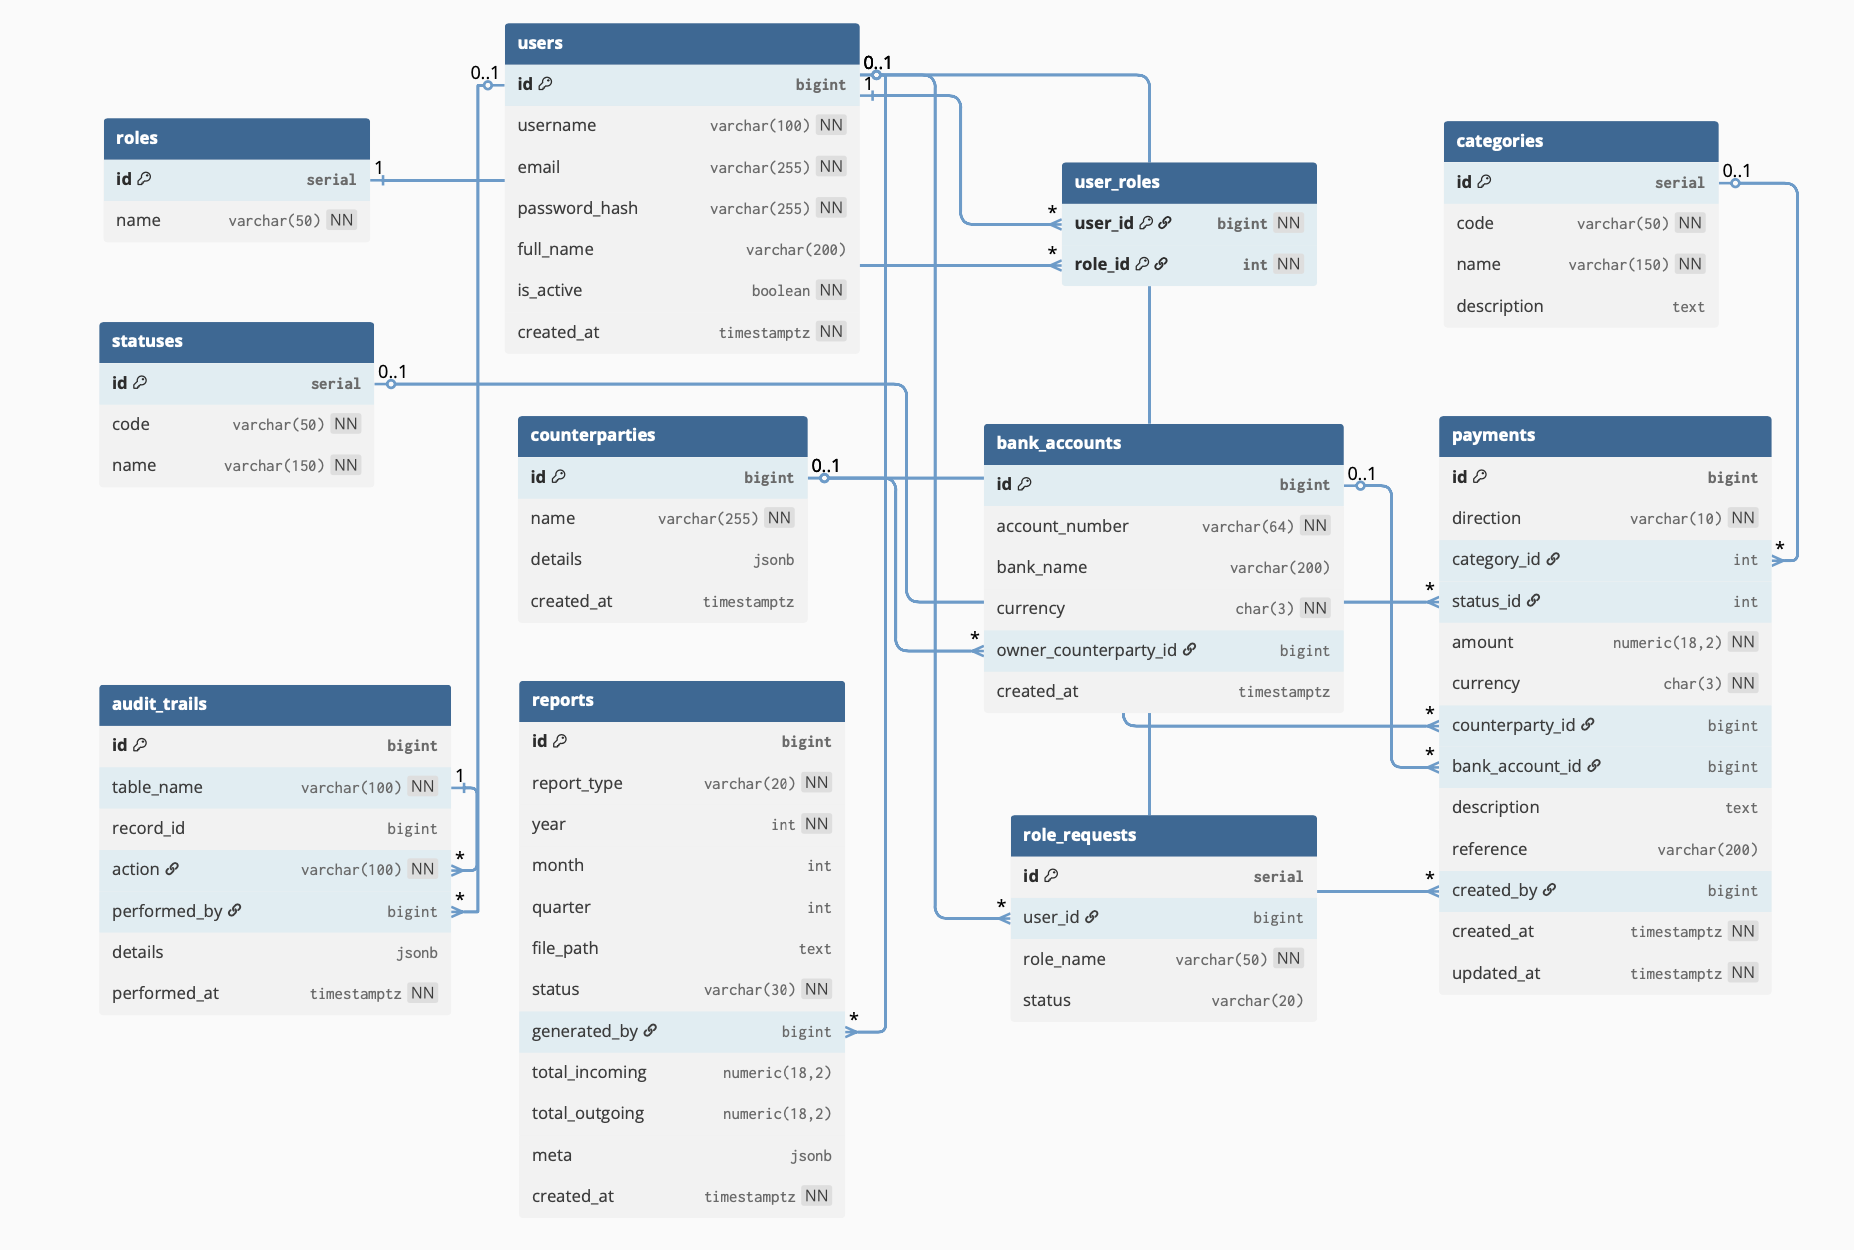 users
id bigint
username varchar(100) NN
email varchar(255) NN
password_hash varchar(255) NN
full_name varchar(200)
is_active boolean NN
created_at timestamptz NN
0..1
0..1
1
roles
id serial
name varchar(50) NN
1
user_roles
user_id bigint NN
role_id int NN
*
*
categories
id serial
code varchar(50) NN
name varchar(150) NN
description text
0..1
statuses
id serial
code varchar(50) NN
name varchar(150) NN
0..1
counterparties
id bigint
name varchar(255) NN
details jsonb
created_at timestamptz
0..1
bank_accounts
id bigint
account_number varchar(64) NN
bank_name varchar(200)
currency char(3) NN
owner_counterparty_id bigint
created_at timestamptz
0..1
*
payments
id bigint
direction varchar(10) NN
category_id int
status_id int
amount numeric(18,2) NN
currency char(3) NN
counterparty_id bigint
bank_account_id bigint
description text
reference varchar(200)
created_by bigint
created_at timestamptz NN
updated_at timestamptz NN
*
*
*
*
*
audit_trails
id bigint
table_name varchar(100) NN
record_id bigint
action varchar(100) NN
performed_by bigint
details jsonb
performed_at timestamptz NN
1
*
*
reports
id bigint
report_type varchar(20) NN
year int NN
month int
quarter int
file_path text
status varchar(30) NN
generated_by bigint
total_incoming numeric(18,2)
total_outgoing numeric(18,2)
meta jsonb
created_at timestamptz NN
*
role_requests
id serial
user_id bigint
role_name varchar(50) NN
status varchar(20)
*